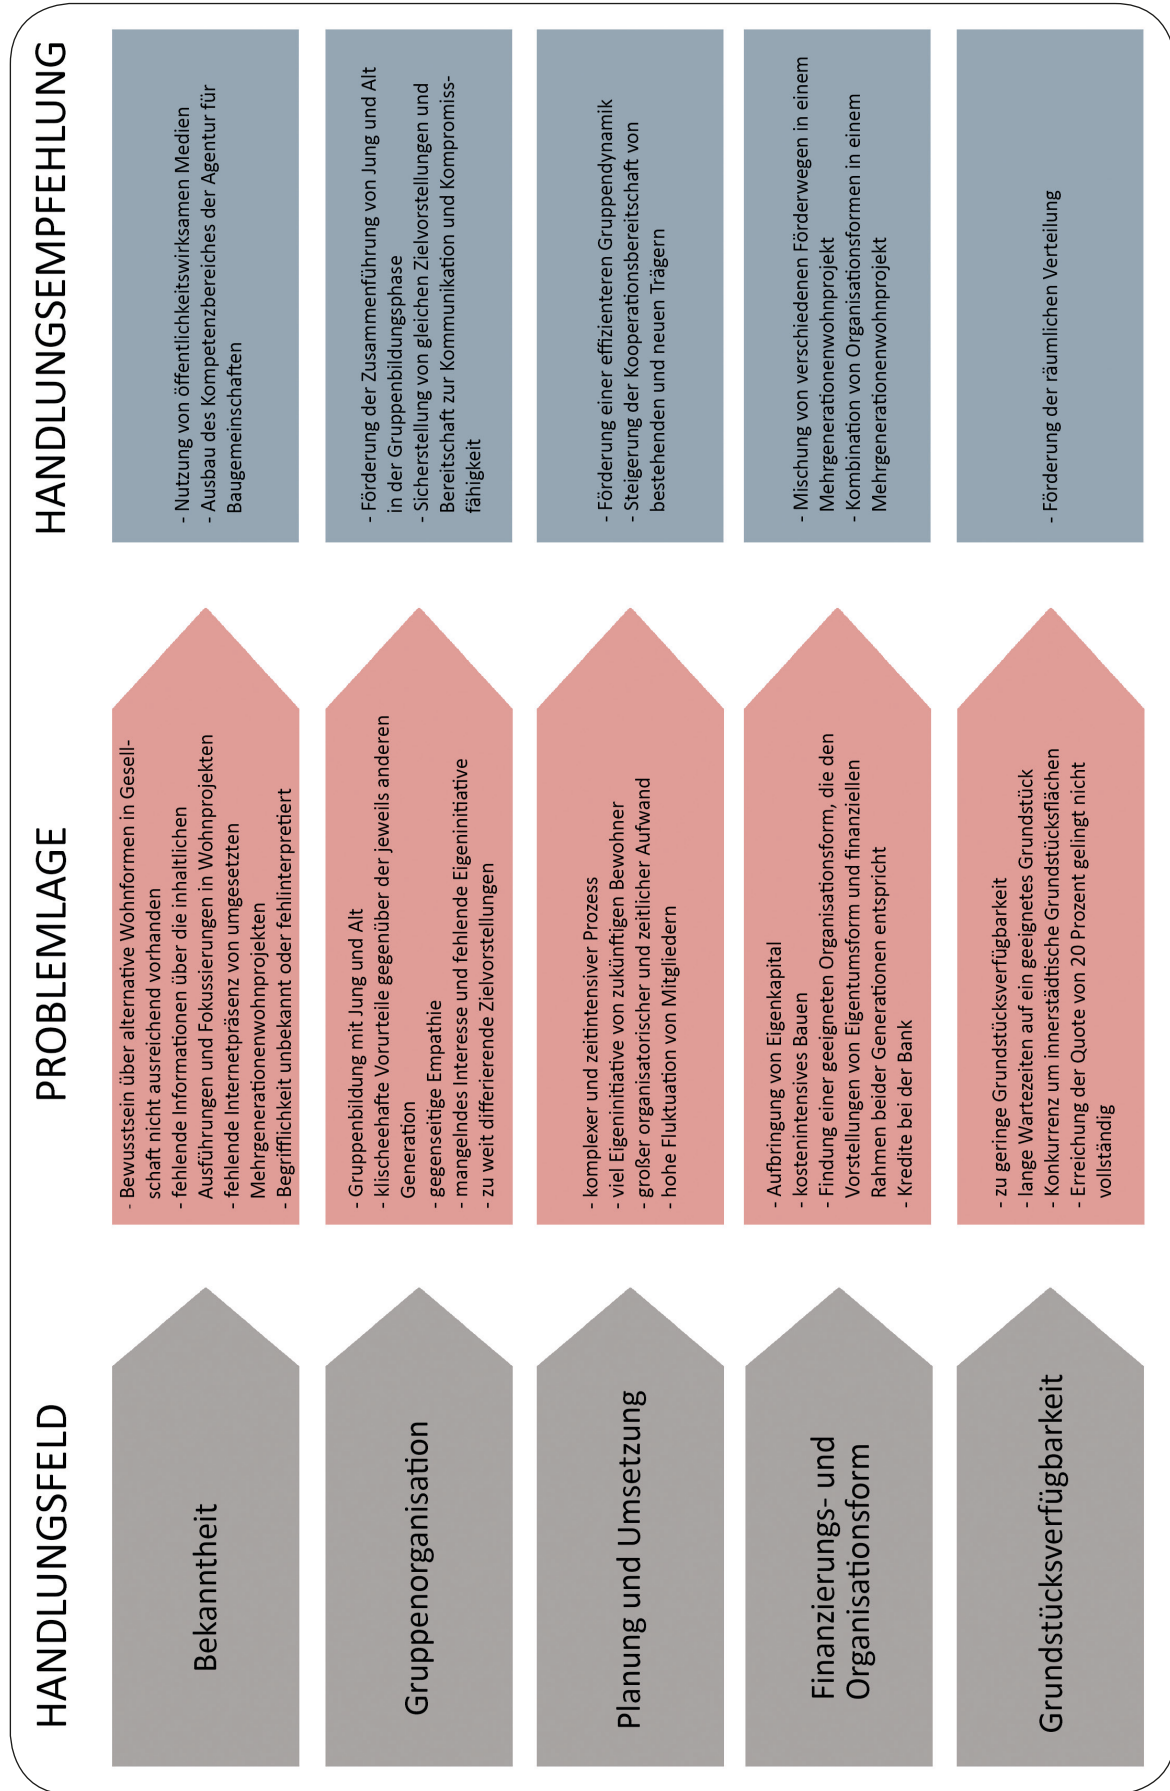 HANDLUNGSFELD
PROBLEMLAGE
HANDLUNGSEMPFEHLUNG
Bekanntheit
- Bewusstsein über alternative Wohnformen in Gesell-
schaft nicht ausreichend vorhanden
- fehlende Informationen über die inhaltlichen
Ausführungen und Fokussierungen in Wohnprojekten
- fehlende Internetpräsenz von umgesetzten
Mehrgenerationenwohnprojekten
- Begrifflichkeit unbekannt oder fehlinterpretiert
- Nutzung von öffentlichkeitswirksamen Medien
- Ausbau des Kompetenzbereiches der Agentur für
Baugemeinschaften
Gruppenorganisation
- Gruppenbildung mit Jung und Alt
- klischeehafte Vorurteile gegenüber der jeweils anderen
Generation
- gegenseitige Empathie
- mangelndes Interesse und fehlende Eigeninitiative
- zu weit differierende Zielvorstellungen
- Förderung der Zusammenführung von Jung und Alt
in der Gruppenbildungsphase
- Sicherstellung von gleichen Zielvorstellungen und
Bereitschaft zur Kommunikation und Kompromiss-
fähigkeit
Planung und Umsetzung
- komplexer und zeitintensiver Prozess
- viel Eigeninitiative von zukünftigen Bewohner
- großer organisatorischer und zeitlicher Aufwand
- hohe Fluktuation von Mitgliedern
- Förderung einer effizienteren Gruppendynamik
- Steigerung der Kooperationsbereitschaft von
bestehenden und neuen Trägern
Finanzierungs- und
Organisationsform
- Aufbringung von Eigenkapital
- kostenintensives Bauen
- Findung einer geeigneten Organisationsform, die den
Vorstellungen von Eigentumsform und finanziellen
Rahmen beider Generationen entspricht
- Kredite bei der Bank
- Mischung von verschiedenen Förderwegen in einem
Mehrgenerationenwohnprojekt
- Kombination von Organisationsformen in einem
Mehrgenerationenwohnprojekt
Grundstücksverfügbarkeit
- zu geringe Grundstücksverfügbarkeit
- lange Wartezeiten auf ein geeignetes Grundstück
- Konkurrenz um innerstädtische Grundstücksflächen
- Erreichung der Quote von 20 Prozent gelingt nicht
vollständig
- Förderung der räumlichen Verteilung